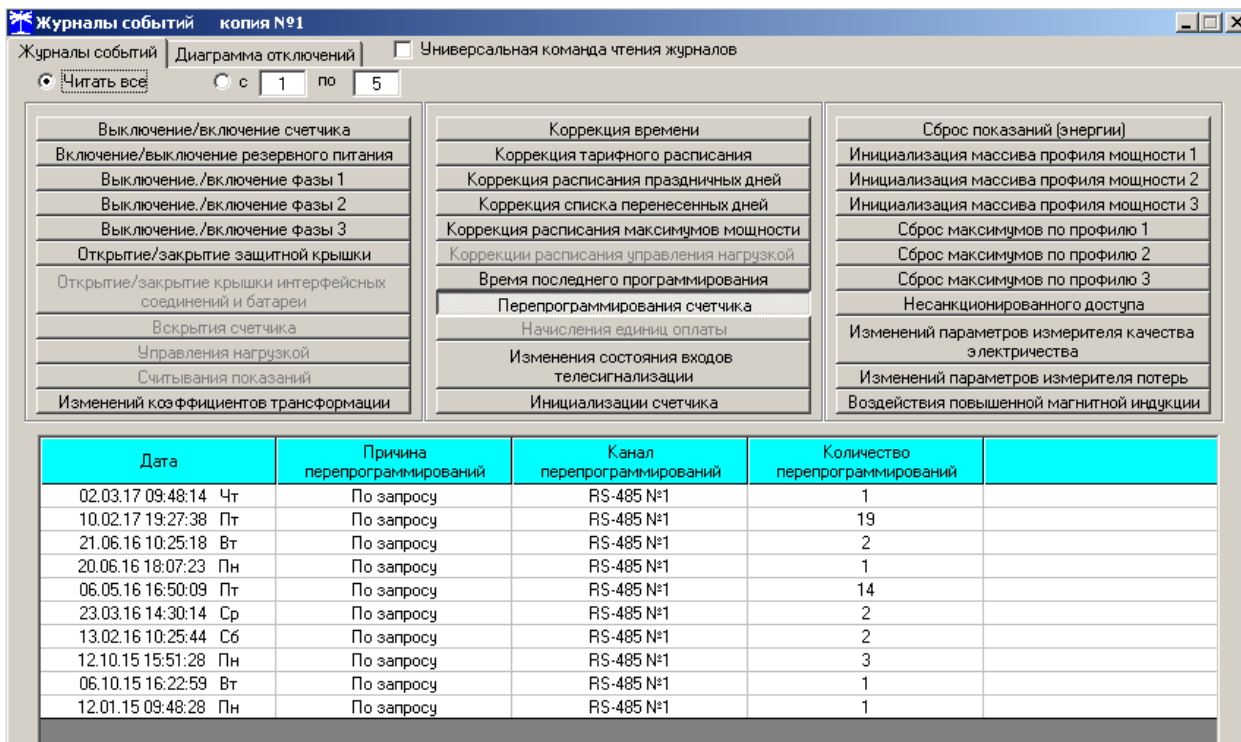 Журналы событий копия №1
Журналы событий Диаграмма отключений Универсальная команда чтения журналов
Читать все с 1 по 5
Выключение/включение счетчика
Включение/выключение резервного питания
Выключение./включение фазы 1
Выключение./включение фазы 2
Выключение./включение фазы 3
Открытие/закрытие защитной крышки
Открытие/закрытие крышки интерфейсных
соединений и батареи
Вскрытия счетчика
Управления нагрузкой
Считывания показаний
Изменений коэффициентов трансформации
Коррекция времени
Коррекция тарифного расписания
Коррекция расписания праздничных дней
Коррекция списка перенесенных дней
Коррекция расписания максимумов мощности
Коррекции расписания управления нагрузкой
Время последнего программирования
Перепрограммирования счетчика
Начисления единиц оплаты
Изменения состояния входов
телесигнализации
Инициализации счетчика
Сброс показаний (энергии)
Инициализация массива профиля мощности 1
Инициализация массива профиля мощности 2
Инициализация массива профиля мощности 3
Сброс максимумов по профилю 1
Сброс максимумов по профилю 2
Сброс максимумов по профилю 3
Несанкционированного доступа
Изменений параметров измерителя качества
электричества
Изменений параметров измерителя потерь
Воздействия повышенной магнитной индукции
Дата Причина перепрограммирований Канал перепрограммирований Количество перепрограммирований
02.03.17 09:48:14 Чт По запросу RS-485 №1 1
10.02.17 19:27:38 Пт По запросу RS-485 №1 19
21.06.16 10:25:18 Вт По запросу RS-485 №1 2
20.06.16 18:07:23 Пн По запросу RS-485 №1 1
06.05.16 16:50:09 Пт По запросу RS-485 №1 14
23.03.16 14:30:14 Ср По запросу RS-485 №1 2
13.02.16 10:25:44 Сб По запросу RS-485 №1 2
12.10.15 15:51:28 Пн По запросу RS-485 №1 3
06.10.15 16:22:59 Вт По запросу RS-485 №1 1
12.01.15 09:48:28 Пн По запросу RS-485 №1 1